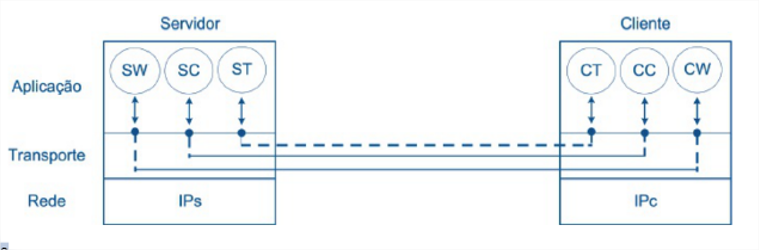 Servidor Cliente
SW SC ST CT CC CW
Aplicação
Transporte
Rede IPs IPc